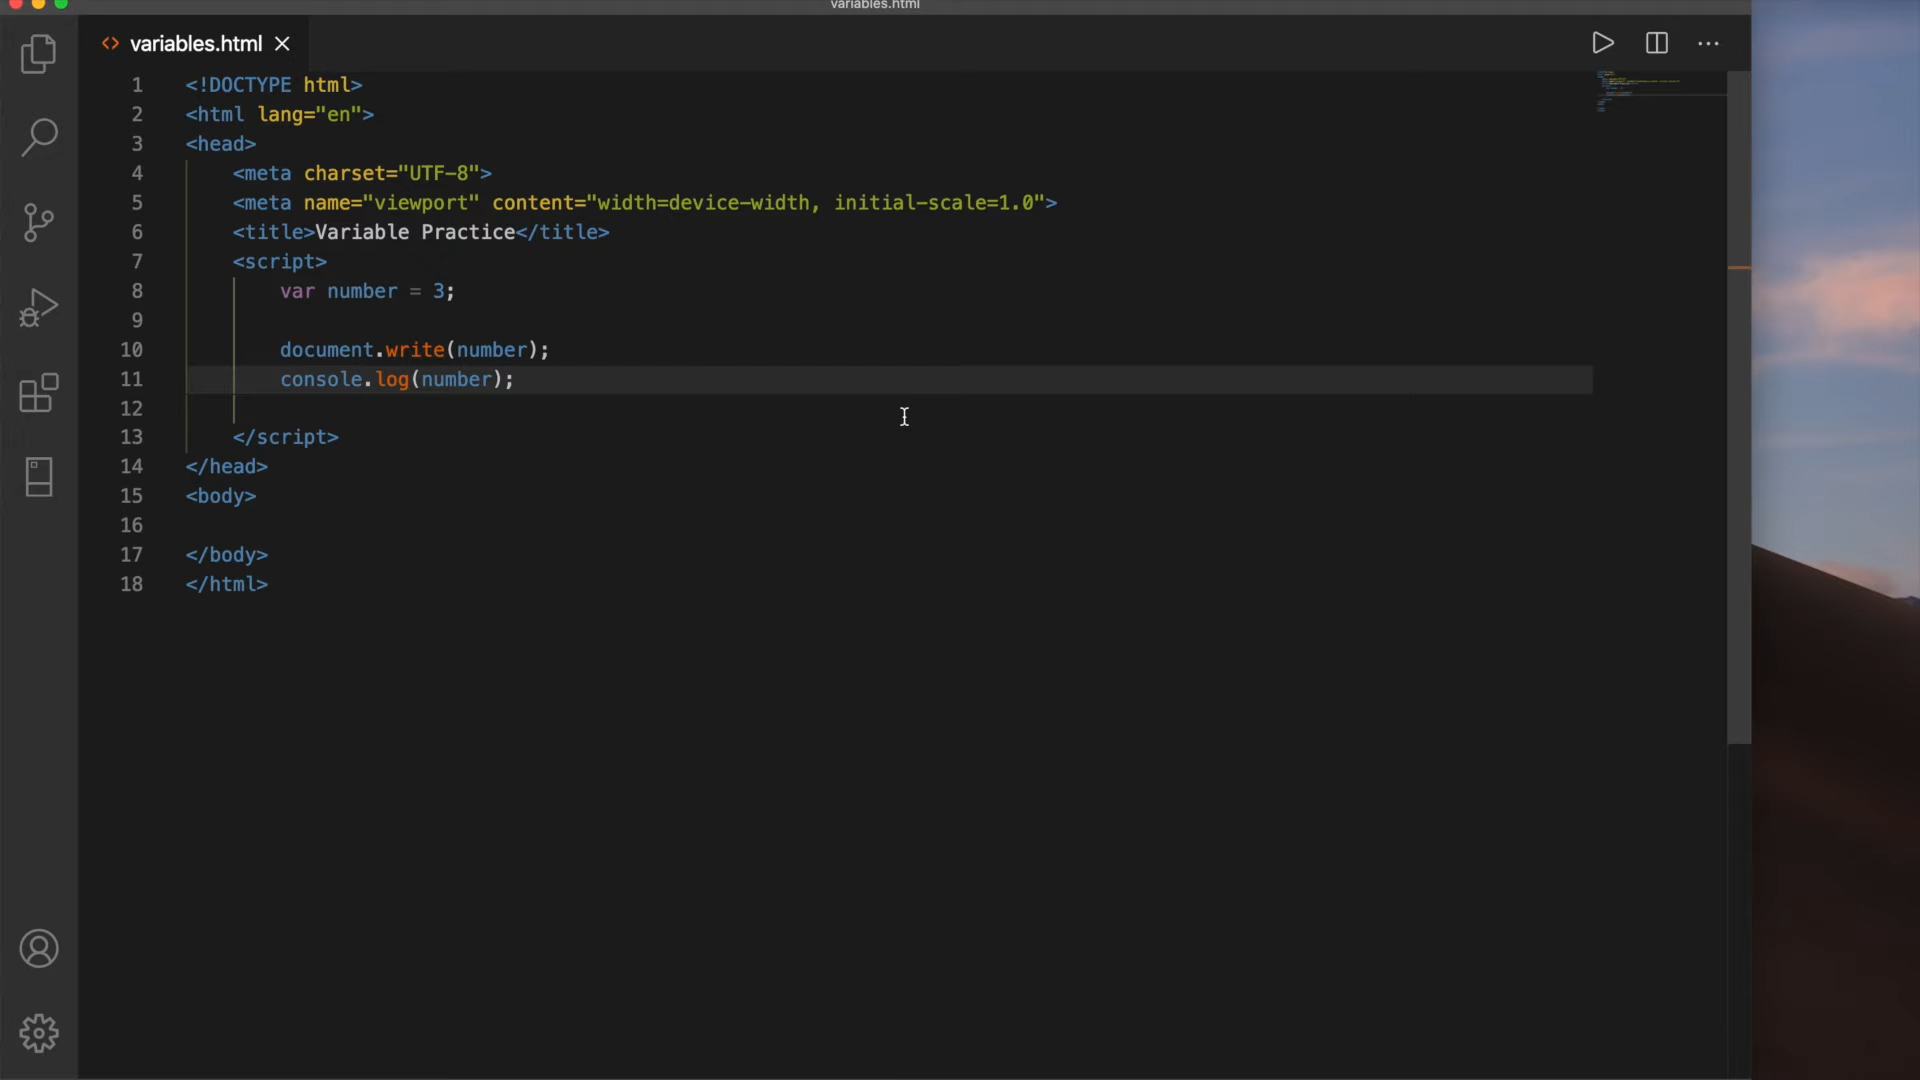 variables.html
variables.html
1 <!DOCTYPE html>
2 <html lang="en">
3 <head>
4     <meta charset="UTF-8">
5     <meta name="viewport" content="width=device-width, initial-scale=1.0">
6     <title>Variable Practice</title>
7     <script>
8         var number = 3;
9
10         document.write(number);
11         console.log(number);
12
13     </script>
14 </head>
15 <body>
16
17 </body>
18 </html>